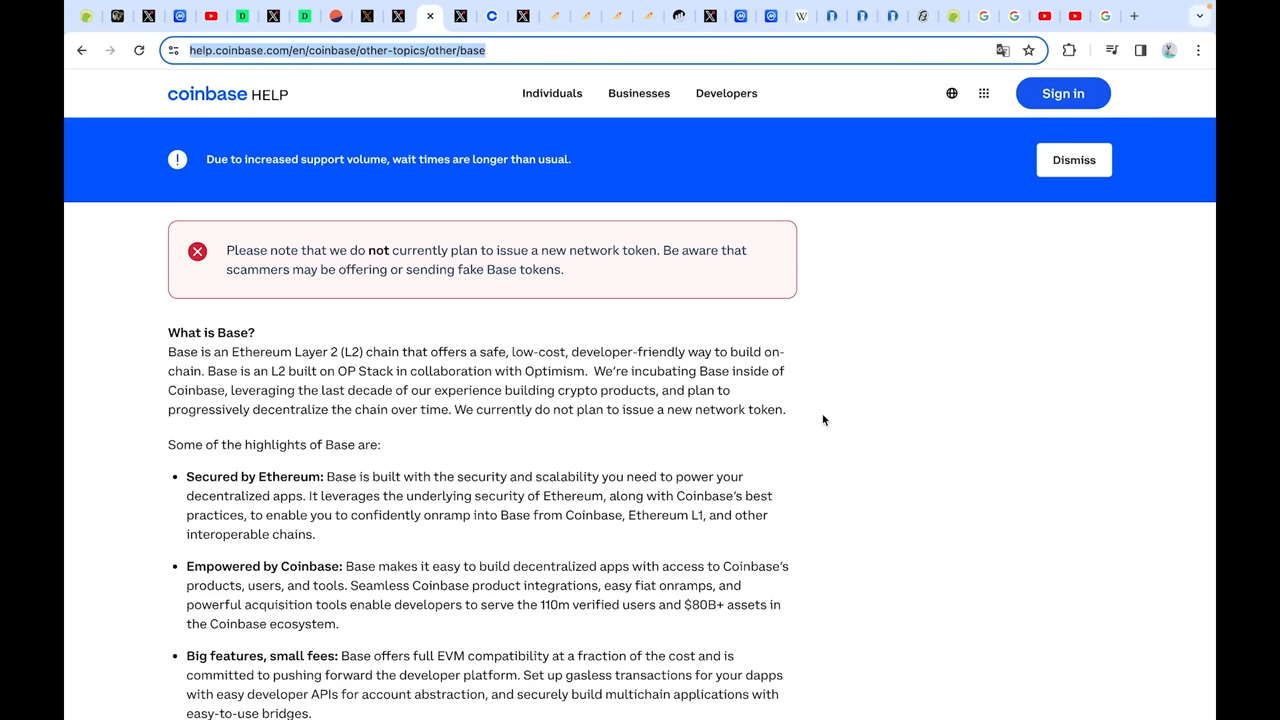 help.coinbase.com/en/coinbase/other-topics/other/base
coinbase HELP
Individuals
Businesses
Developers
Sign in
Due to increased support volume, wait times are longer than usual.
Dismiss
Please note that we do not currently plan to issue a new network token. Be aware that
scammers may be offering or sending fake Base tokens.
What is Base?
Base is an Ethereum Layer 2 (L2) chain that offers a safe, low-cost, developer-friendly way to build on-
chain. Base is an L2 built on OP Stack in collaboration with Optimism.  We’re incubating Base inside of
Coinbase, leveraging the last decade of our experience building crypto products, and plan to
progressively decentralize the chain over time. We currently do not plan to issue a new network token.
Some of the highlights of Base are:
• Secured by Ethereum: Base is built with the security and scalability you need to power your
decentralized apps. It leverages the underlying security of Ethereum, along with Coinbase’s best
practices, to enable you to confidently onramp into Base from Coinbase, Ethereum L1, and other
interoperable chains.
• Empowered by Coinbase: Base makes it easy to build decentralized apps with access to Coinbase’s
products, users, and tools. Seamless Coinbase product integrations, easy fiat onramps, and
powerful acquisition tools enable developers to serve the 110m verified users and $80B+ assets in
the Coinbase ecosystem.
• Big features, small fees: Base offers full EVM compatibility at a fraction of the cost and is
committed to pushing forward the developer platform. Set up gasless transactions for your dapps
with easy developer APIs for account abstraction, and securely build multichain applications with
easy-to-use bridges.